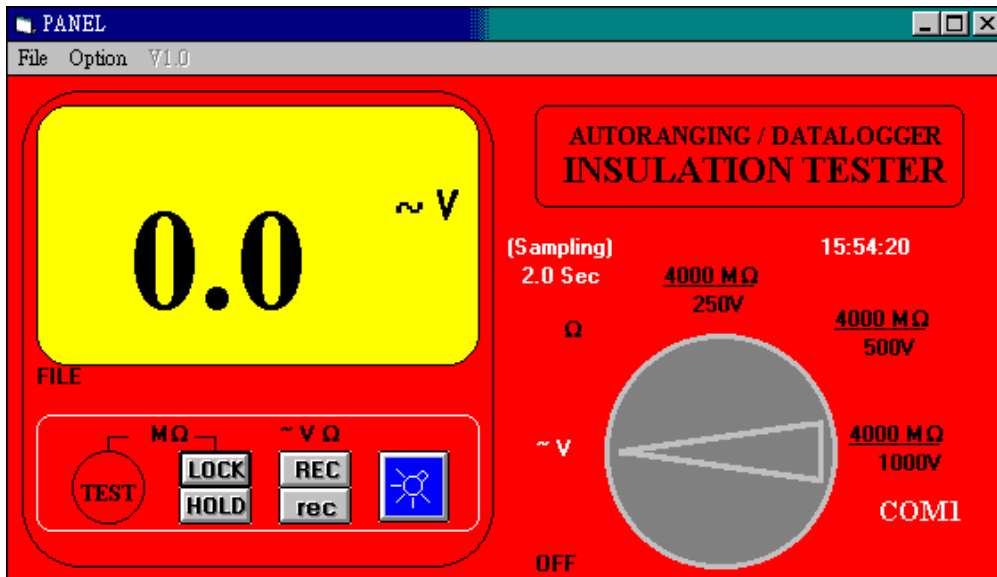 PANEL
File Option V1.0
0.0
~ V
FILE
MΩ
~ V Ω
TEST
LOCK
HOLD
REC
rec
AUTORANGING / DATALOGGER
INSULATION TESTER
(Sampling)
2.0 Sec
15:54:20
4000 MΩ
250V
Ω
4000 MΩ
500V
~ V
4000 MΩ
1000V
COM1
OFF